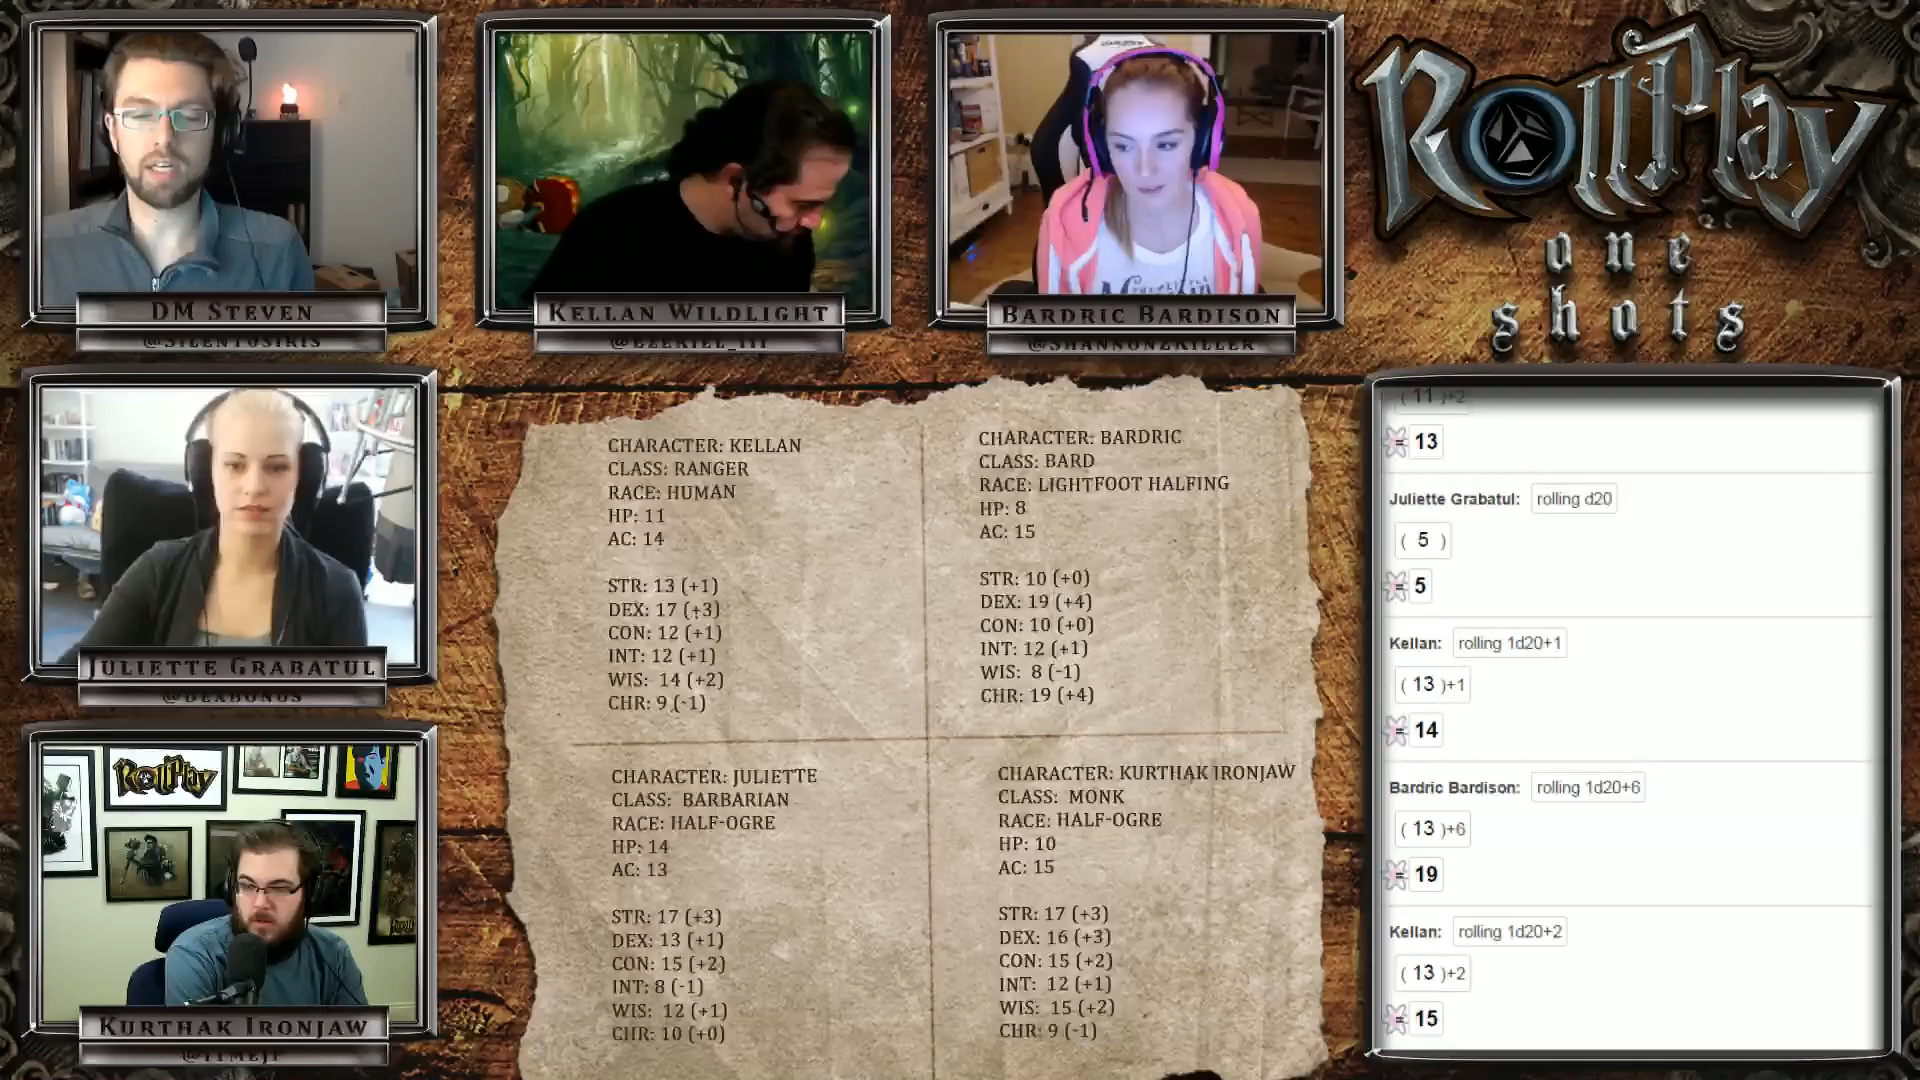 DM STEVEN
@SILENTOSIRIS
KELLAN WILDLIGHT
@EZEKIEL_III
BARDRIC BARDISON
@SHANNONZKILLER
RollPlay
one
shots
JULIETTE GRABATUL
@DEXBONUS
RollPlay
KURTHAK IRONJAW
@ITMEJP
CHARACTER: KELLAN
CLASS: RANGER
RACE: HUMAN
HP: 11
AC: 14
STR: 13 (+1)
DEX: 17 (+3)
CON: 12 (+1)
INT: 12 (+1)
WIS: 14 (+2)
CHR: 9 (-1)
CHARACTER: BARDRIC
CLASS: BARD
RACE: LIGHTFOOT HALFING
HP: 8
AC: 15
STR: 10 (+0)
DEX: 19 (+4)
CON: 10 (+0)
INT: 12 (+1)
WIS: 8 (-1)
CHR: 19 (+4)
CHARACTER: JULIETTE
CLASS: BARBARIAN
RACE: HALF-OGRE
HP: 14
AC: 13
STR: 17 (+3)
DEX: 13 (+1)
CON: 15 (+2)
INT: 8 (-1)
WIS: 12 (+1)
CHR: 10 (+0)
CHARACTER: KURTHAK IRONJAW
CLASS: MONK
RACE: HALF-OGRE
HP: 10
AC: 15
STR: 17 (+3)
DEX: 16 (+3)
CON: 15 (+2)
INT: 12 (+1)
WIS: 15 (+2)
CHR: 9 (-1)
( 11 )+2
= 13
Juliette Grabatul: rolling d20
( 5 )
= 5
Kellan: rolling 1d20+1
( 13 )+1
= 14
Bardric Bardison: rolling 1d20+6
( 13 )+6
= 19
Kellan: rolling 1d20+2
( 13 )+2
= 15